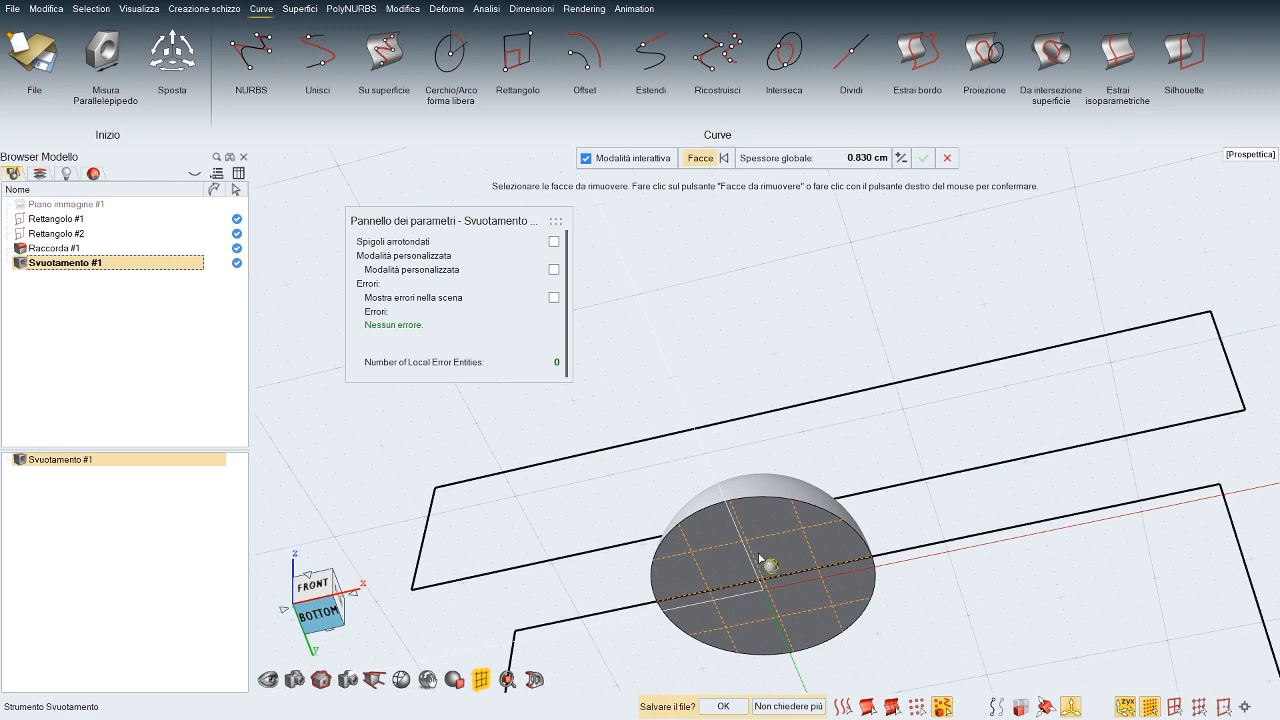 File Modifica Selection Visualizza Creazione schizzo Curve Superfici PolyNURBS Modifica Deforma Analisi Dimensioni Rendering Animation
File Misura Parallelepipedo Sposta NURBS Unisci Su superficie Cerchio/Arco forma libera Rettangolo Offset Estendi Ricostruisci Interseca Dividi Estrai bordo Proiezione Da intersezione superficie Estrai isoparametriche Silhouette
Inizio Curve
Browser Modello
Modalità interattiva Facce Spessore globale: 0.830 cm
[Prospettica]
Selezionare le facce da rimuovere. Fare clic sul pulsante "Facce da rimuovere" o fare clic con il pulsante destro del mouse per confermare.
Nome
Piano immagine #1
Rettangolo #1
Rettangolo #2
Raccorda #1
Svuotamento #1
Pannello dei parametri - Svuotamento ...
Spigoli arrotondati
Modalità personalizzata
Modalità personalizzata
Errori:
Mostra errori nella scena
Errori:
Nessun errore.
Number of Local Error Entities: 0
Svuotamento #1
z
x
FRONT
BOTTOM
y
Strumento Svuotamento
Salvare il file? OK Non chiedere più
zyx